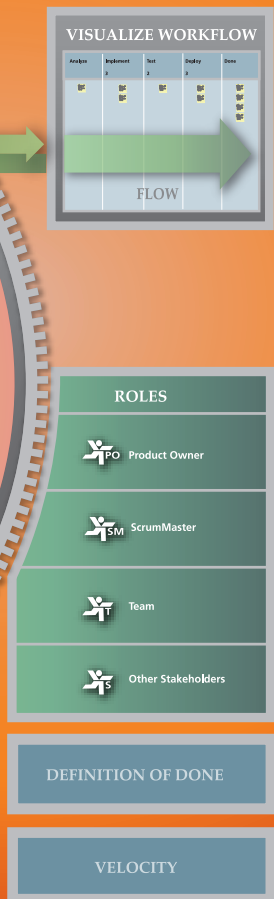 VISUALIZE WORKFLOW
Analyze Implement Test Deploy Done
3 2 3
FLOW
ROLES
PO Product Owner
SM ScrumMaster
T Team
S Other Stakeholders
DEFINITION OF DONE
VELOCITY